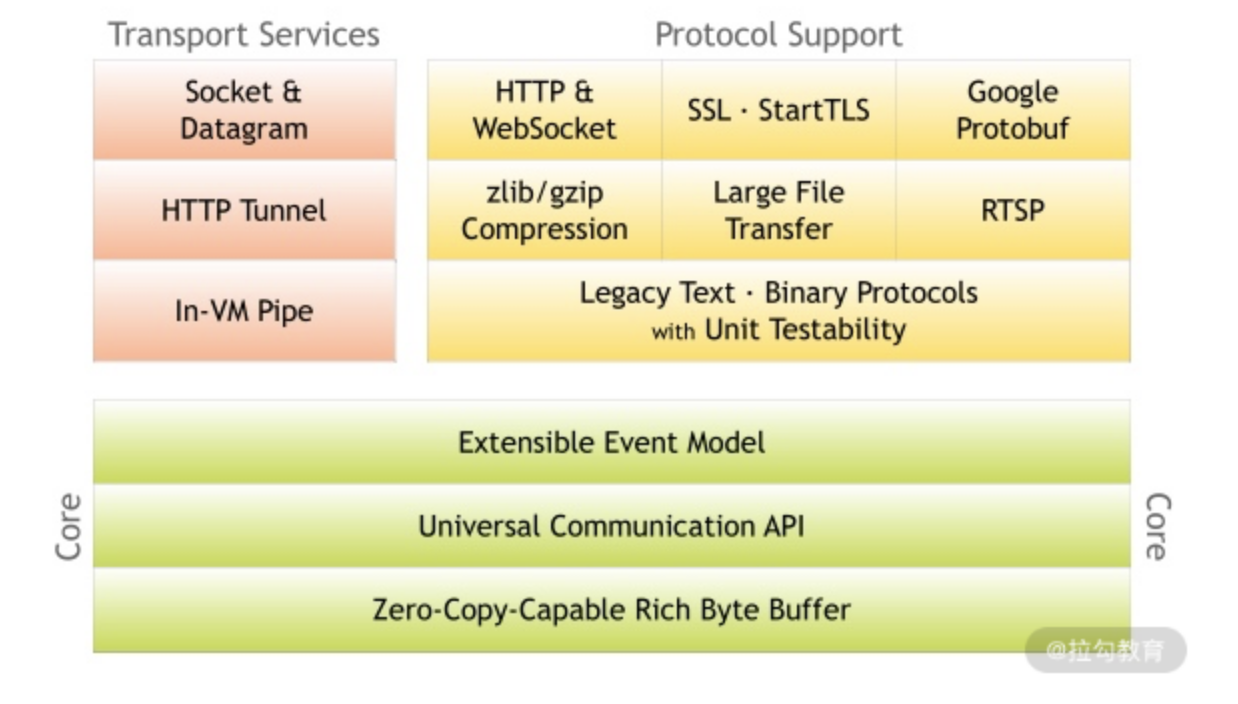 Transport Services
Protocol Support
Socket &
Datagram
HTTP &
WebSocket
SSL · StartTLS
Google
Protobuf
HTTP Tunnel
zlib/gzip
Compression
Large File
Transfer
RTSP
In-VM Pipe
Legacy Text · Binary Protocols
with Unit Testability
Core
Extensible Event Model
Universal Communication API
Zero-Copy-Capable Rich Byte Buffer
Core
@拉勾教育